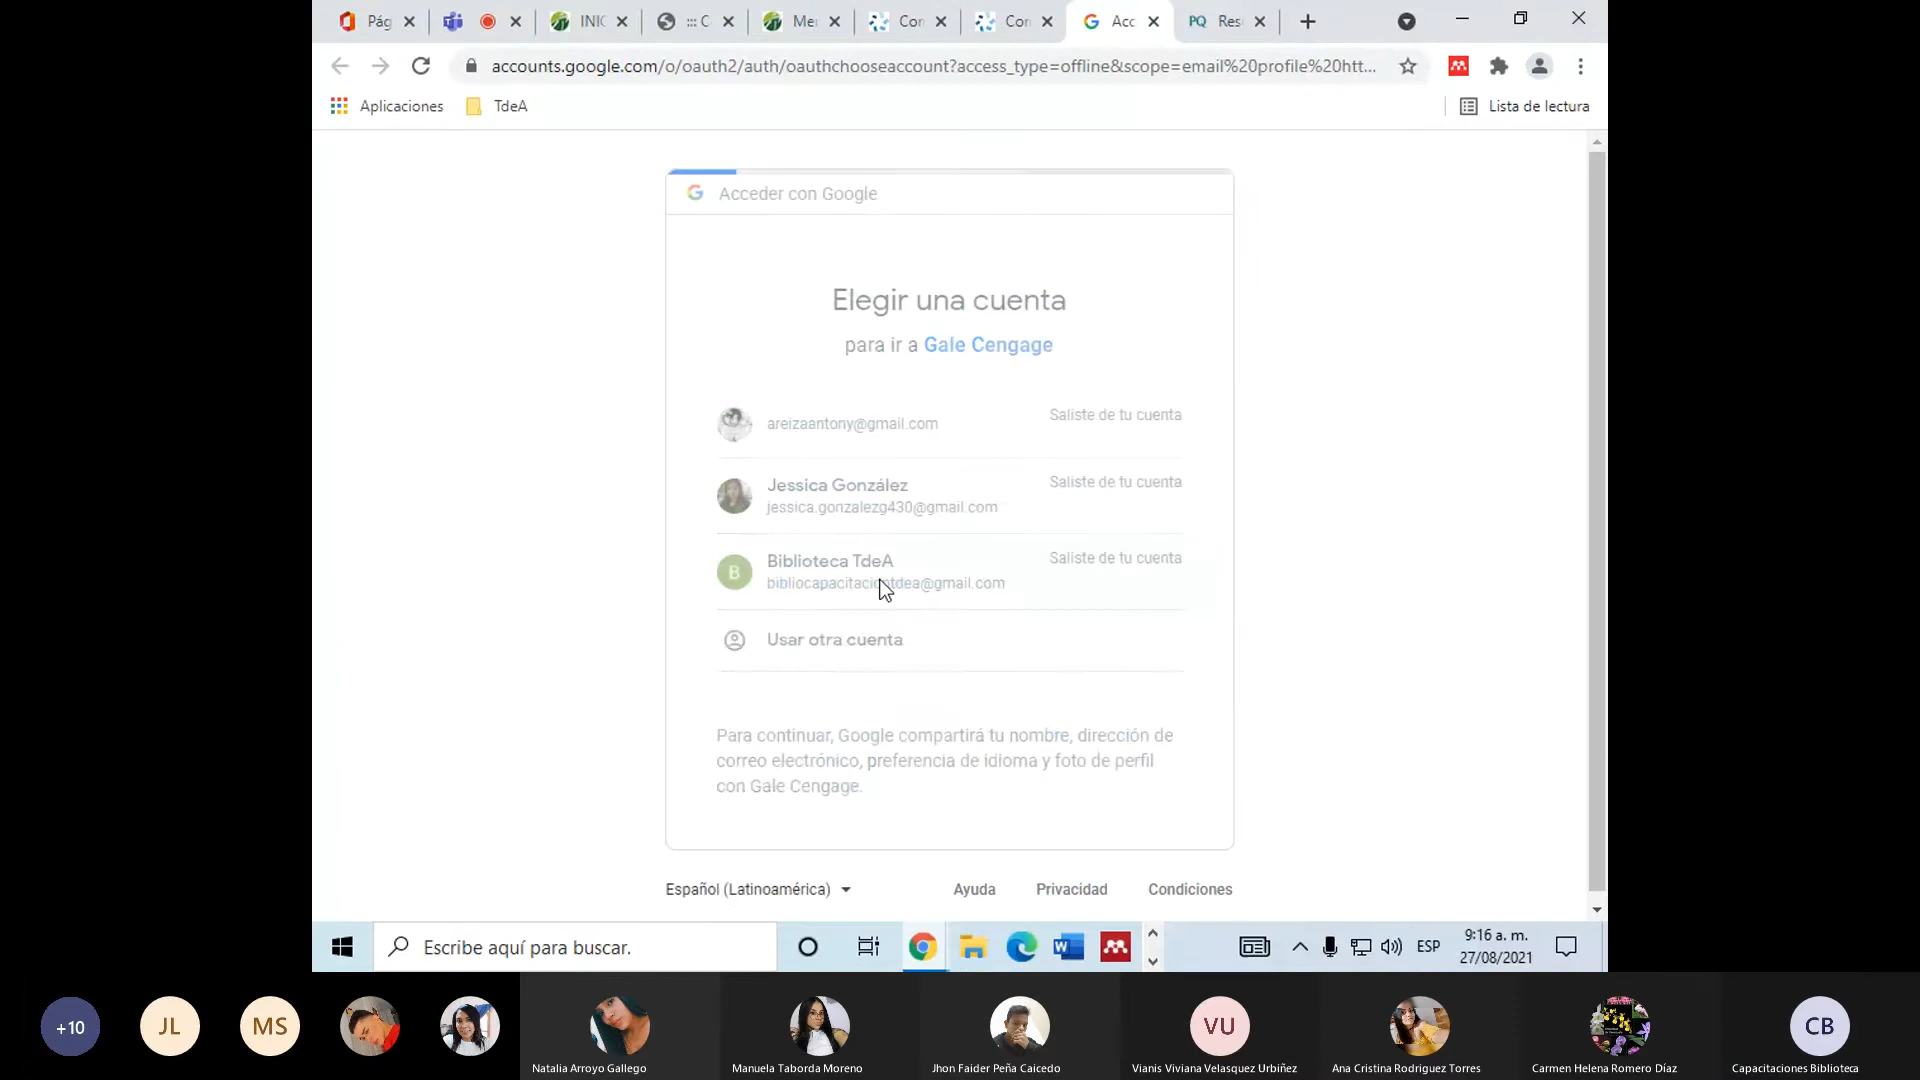 Pág
INIC
::: C
Me
Con
Con
Acc
PQ
Res
accounts.google.com/o/oauth2/auth/oauthchooseaccount?access_type=offline&scope=email%20profile%20htt...
Aplicaciones
TdeA
Lista de lectura
Acceder con Google
Elegir una cuenta
para ir a Gale Cengage
areizaantony@gmail.com
Saliste de tu cuenta
Jessica González
jessica.gonzalezg430@gmail.com
Saliste de tu cuenta
B
Biblioteca TdeA
bibliocapacitaciontdea@gmail.com
Saliste de tu cuenta
Usar otra cuenta
Para continuar, Google compartirá tu nombre, dirección de
correo electrónico, preferencia de idioma y foto de perfil
con Gale Cengage.
Español (Latinoamérica)
Ayuda
Privacidad
Condiciones
Escribe aquí para buscar.
ESP
9:16 a. m.
27/08/2021
+10
JL
MS
VU
CB
Natalia Arroyo Gallego
Manuela Taborda Moreno
Jhon Faider Peña Caicedo
Vianis Viviana Velasquez Urbiñez
Ana Cristina Rodriguez Torres
Carmen Helena Romero Díaz
Capacitaciones Biblioteca